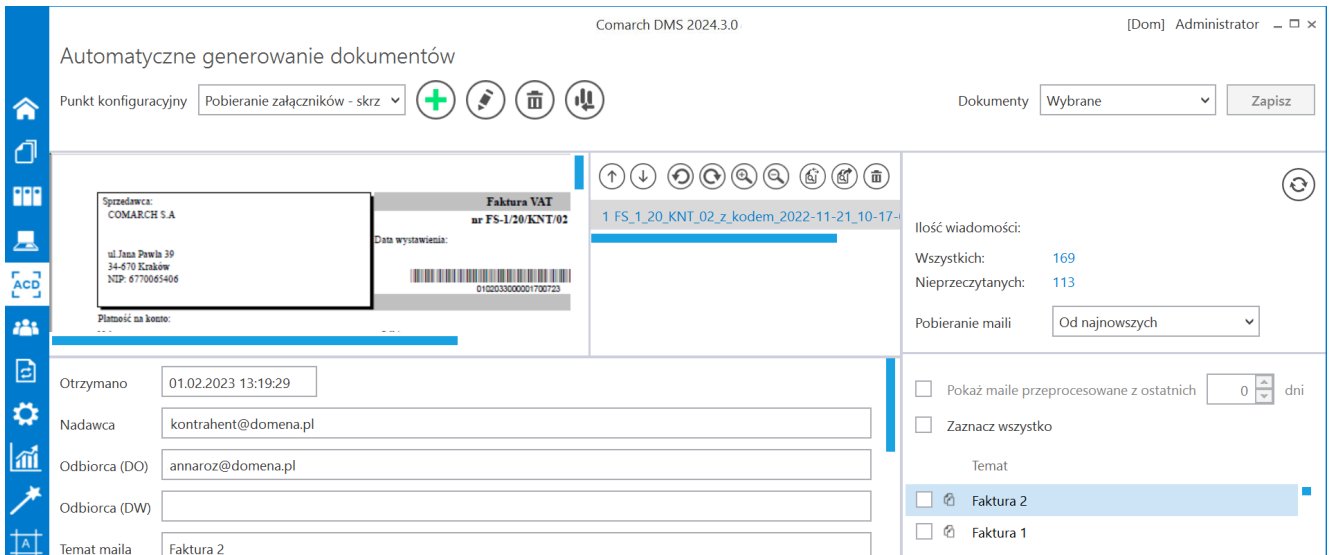 Comarch DMS 2024.3.0
[Dom] Administrator
Automatyczne generowanie dokumentów
Punkt konfiguracyjny Pobieranie załączników - skrz
Dokumenty Wybrane Zapisz
ACD
A
Sprzedawca:
COMARCH S.A
ul.Jana Pawla 39
34-670 Kraków
NIP: 6770065406
Faktura VAT
nr FS-1/20/KNT/02
Data wystawienia:
0102033000001700723
Płatność na konto:
1 FS_1_20_KNT_02_z_kodem_2022-11-21_10-17-
Ilość wiadomości:
Wszystkich: 169
Nieprzeczytanych: 113
Pobieranie maili Od najnowszych
Otrzymano 01.02.2023 13:19:29
Nadawca kontrahent@domena.pl
Odbiorca (DO) annaroz@domena.pl
Odbiorca (DW)
Temat maila Faktura 2
Pokaż maile przeprocesowane z ostatnich 0 dni
Zaznacz wszystko
Temat
Faktura 2
Faktura 1